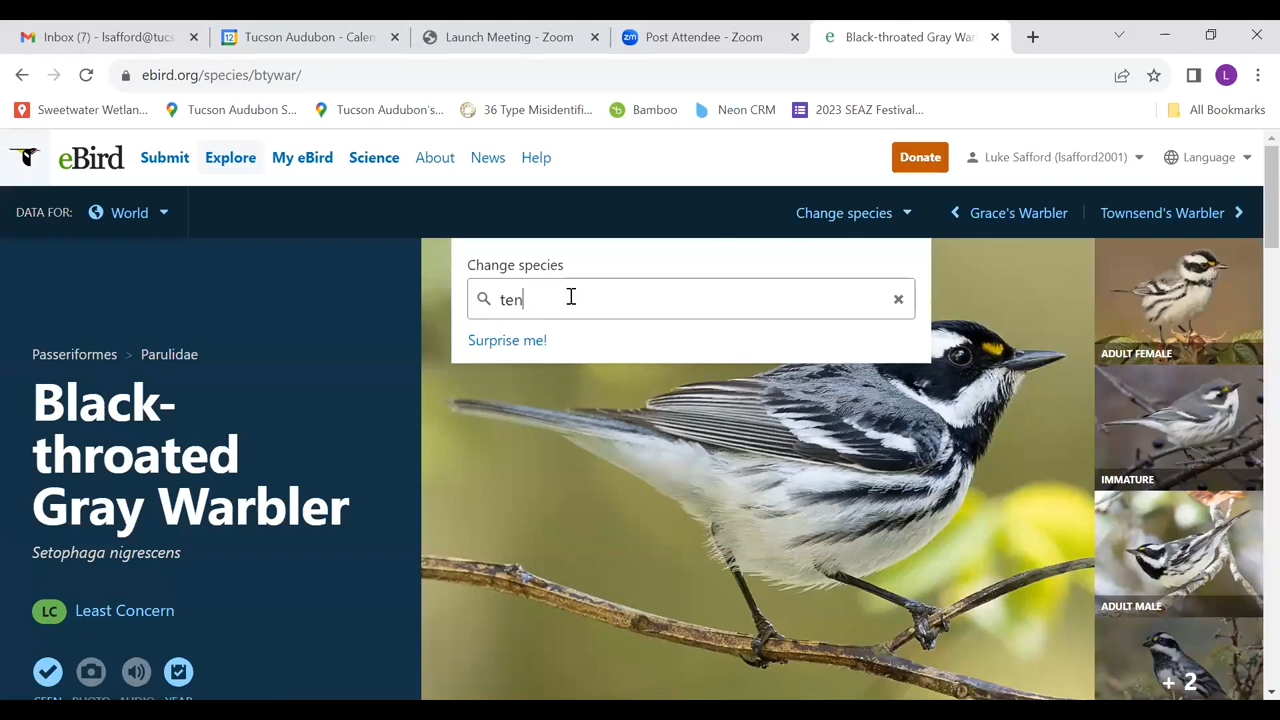 Inbox (7) - lsafford@tucs
Tucson Audubon - Calen
Launch Meeting - Zoom
Post Attendee - Zoom
Black-throated Gray War
ebird.org/species/btywar/
L
Sweetwater Wetlan...
Tucson Audubon S...
Tucson Audubon's...
36 Type Misidentifi...
Bamboo
Neon CRM
2023 SEAZ Festival...
All Bookmarks
eBird
Submit
Explore
My eBird
Science
About
News
Help
Donate
Luke Safford (lsafford2001)
Language
DATA FOR:
World
Change species
Grace's Warbler
Townsend's Warbler
Change species
ten
Surprise me!
Passeriformes > Parulidae
Black-
throated
Gray Warbler
Setophaga nigrescens
LC
Least Concern
ADULT FEMALE
IMMATURE
ADULT MALE
+ 2